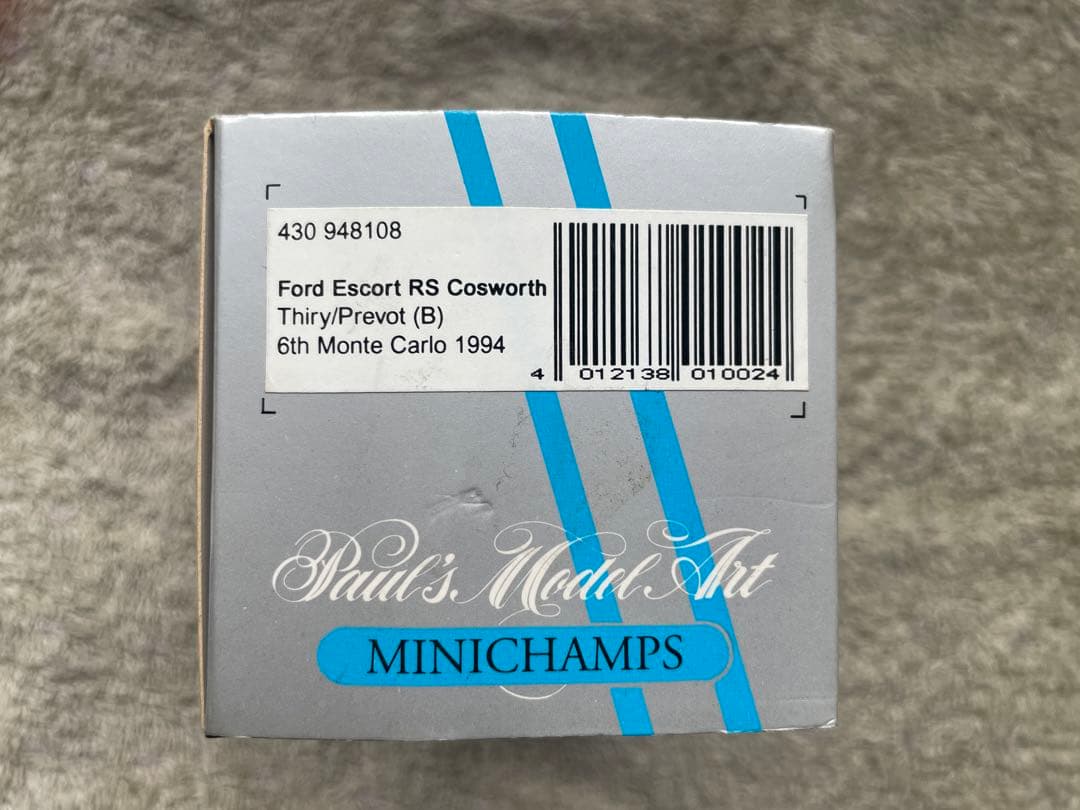 430 948108
Ford Escort RS Cosworth
Thiry/Prevot (B)
6th Monte Carlo 1994
4 012138 010024
Paul's Model Art
MINICHAMPS